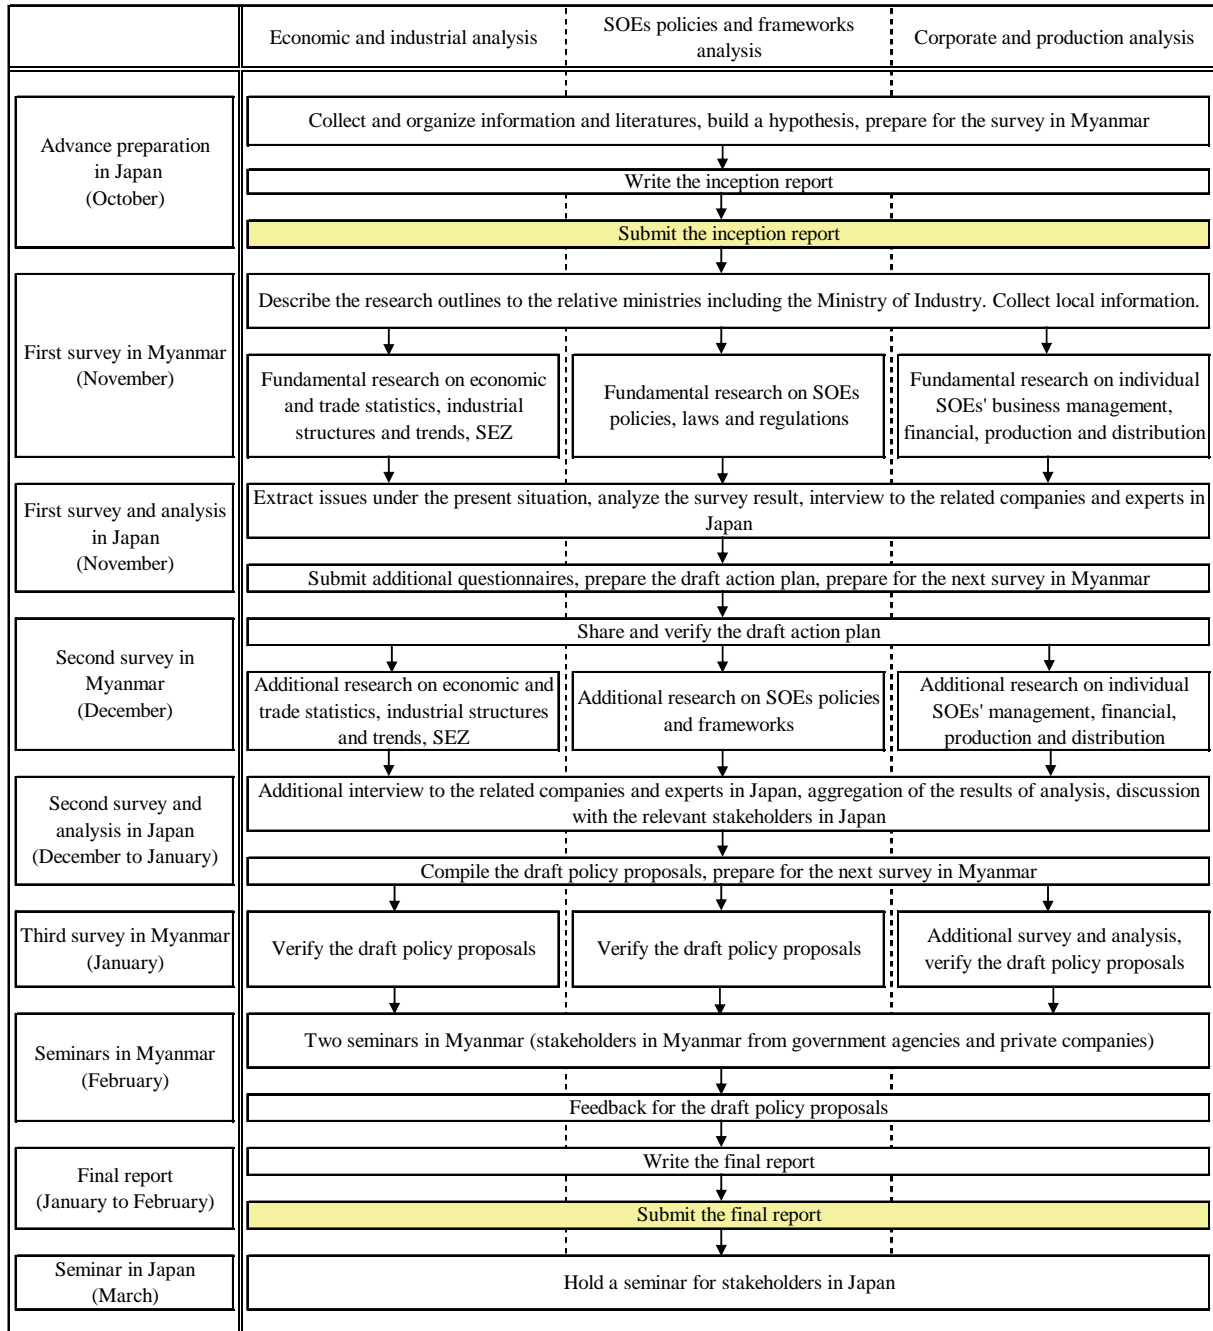 Economic and industrial analysis
SOEs policies and frameworks
analysis
Corporate and production analysis
Advance preparation
in Japan
(October)
Collect and organize information and literatures, build a hypothesis, prepare for the survey in Myanmar
Write the inception report
Submit the inception report
First survey in Myanmar
(November)
Describe the research outlines to the relative ministries including the Ministry of Industry. Collect local information.
Fundamental research on economic
and trade statistics, industrial
structures and trends, SEZ
Fundamental research on SOEs
policies, laws and regulations
Fundamental research on individual
SOEs' business management,
financial, production and distribution
First survey and analysis
in Japan
(November)
Extract issues under the present situation, analyze the survey result, interview to the related companies and experts in
Japan
Submit additional questionnaires, prepare the draft action plan, prepare for the next survey in Myanmar
Second survey in
Myanmar
(December)
Share and verify the draft action plan
Additional research on economic and
trade statistics, industrial structures
and trends, SEZ
Additional research on SOEs policies
and frameworks
Additional research on individual
SOEs' management, financial,
production and distribution
Second survey and
analysis in Japan
(December to January)
Additional interview to the related companies and experts in Japan, aggregation of the results of analysis, discussion
with the relevant stakeholders in Japan
Compile the draft policy proposals, prepare for the next survey in Myanmar
Third survey in Myanmar
(January)
Verify the draft policy proposals
Verify the draft policy proposals
Additional survey and analysis,
verify the draft policy proposals
Seminars in Myanmar
(February)
Two seminars in Myanmar (stakeholders in Myanmar from government agencies and private companies)
Feedback for the draft policy proposals
Final report
(January to February)
Write the final report
Submit the final report
Seminar in Japan
(March)
Hold a seminar for stakeholders in Japan